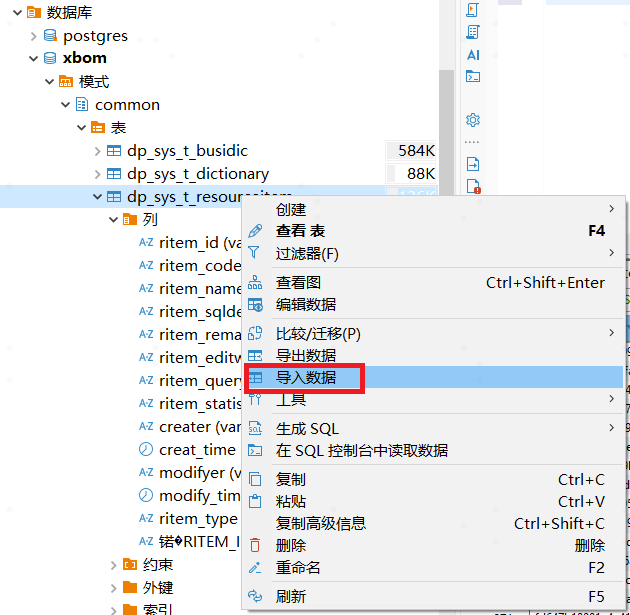 数据库
postgres
xbom
模式
common
表
dp_sys_t_busidic 584K
dp_sys_t_dictionary 88K
dp_sys_t_resourceitem
列
ritem_id (va
ritem_code
ritem_name
ritem_sqlde
ritem_rema
ritem_editw
ritem_query
ritem_statis
creater (var
creat_time
modifyer (v
modify_tim
ritem_type
RITEM_I
约束
外键
索引
AI
创建
查看 表 F4
过滤器(F)
查看图 Ctrl+Shift+Enter
编辑数据
比较/迁移(P)
导出数据
导入数据
工具
生成 SQL
在 SQL 控制台中读取数据
复制 Ctrl+C
粘贴 Ctrl+V
复制高级信息 Ctrl+Shift+C
删除 删除
重命名 F2
刷新 F5